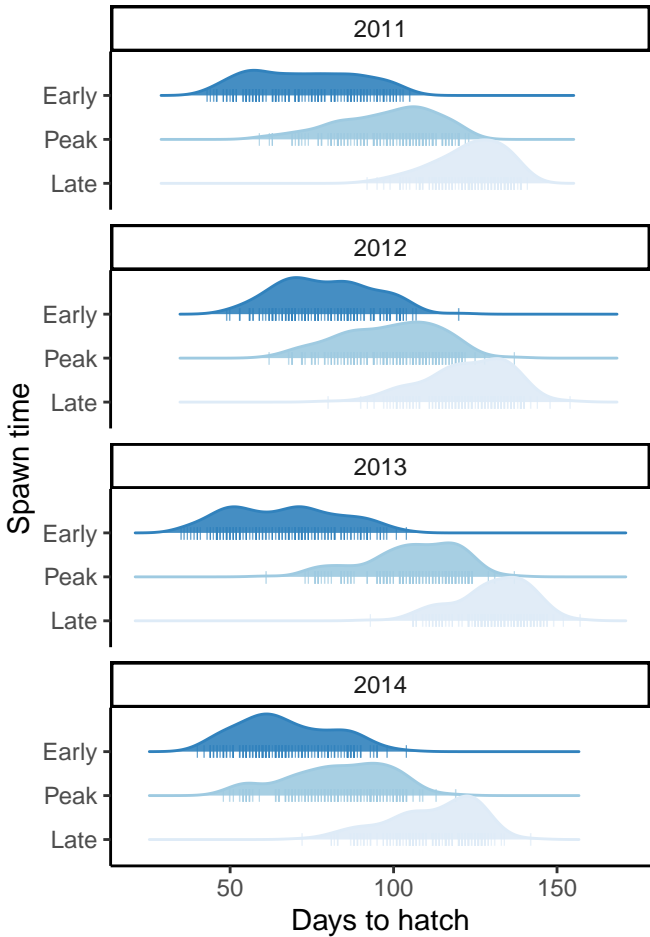 2011
Early
Peak
Late
2012
Early
Peak
Late
2013
Early
Peak
Late
2014
Early
Peak
Late
50 100 150
Days to hatch
Spawn time